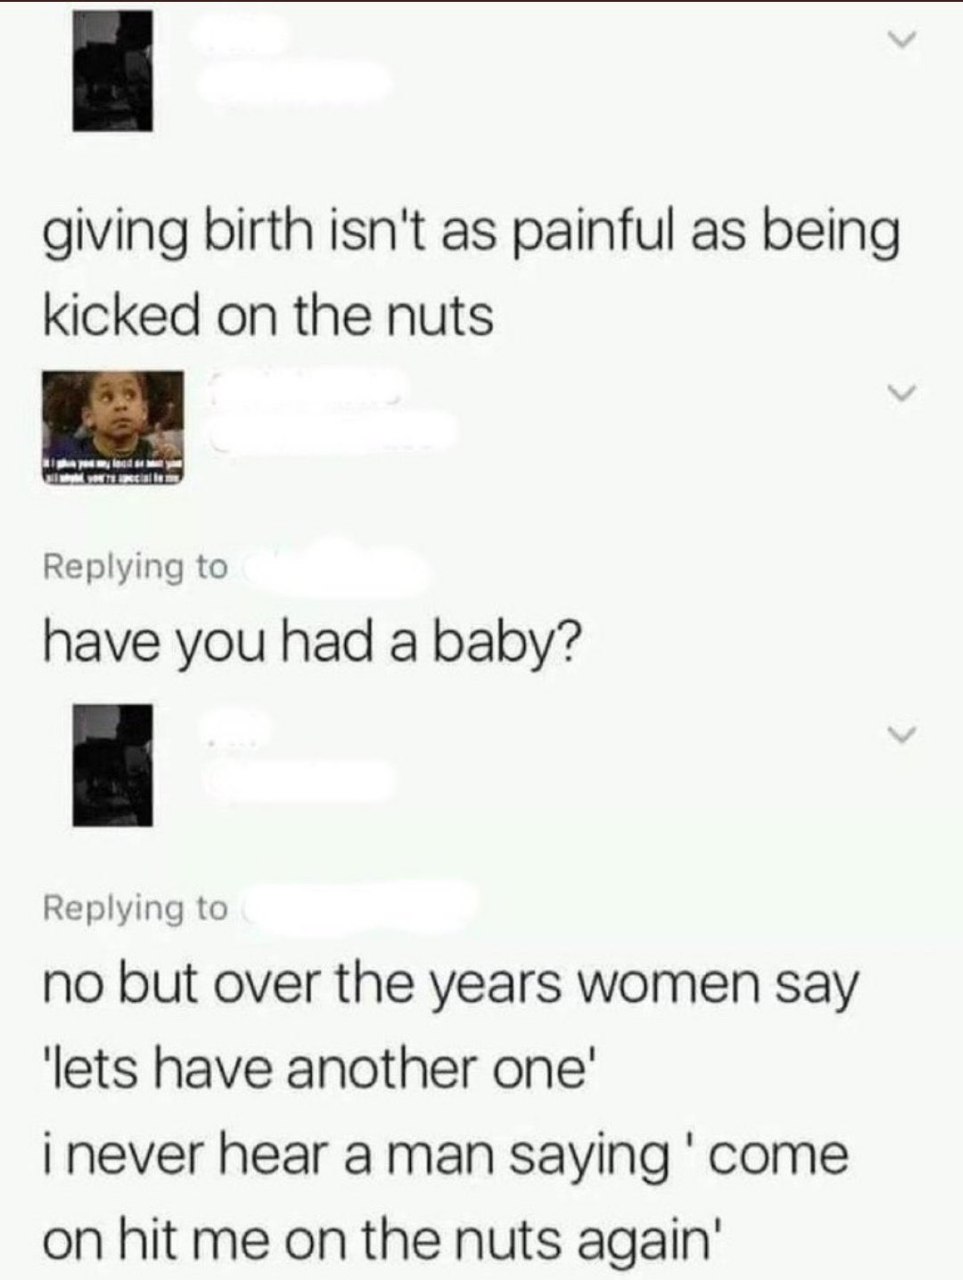 giving birth isn't as painful as being
kicked on the nuts
Replying to
have you had a baby?
Replying to
no but over the years women say
'lets have another one'
i never hear a man saying ' come
on hit me on the nuts again'